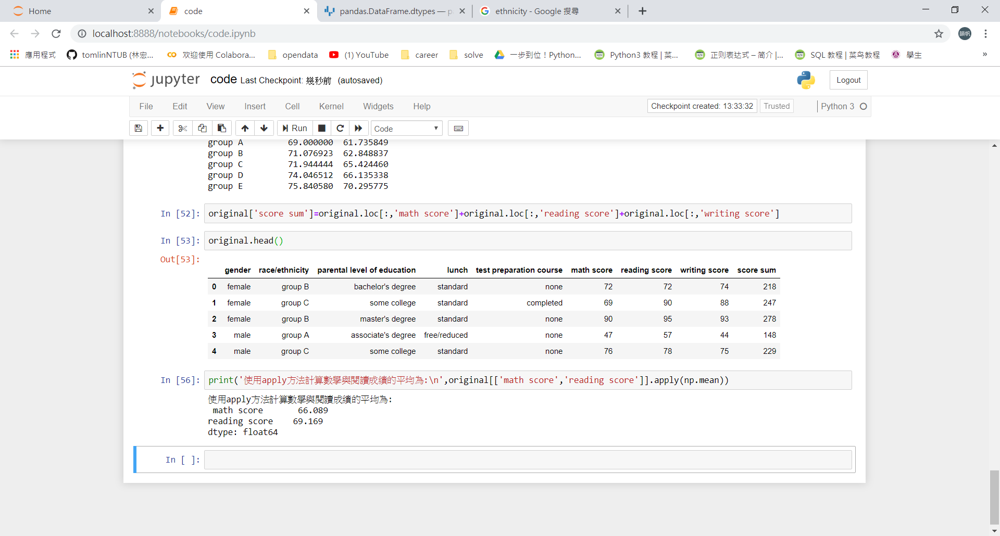 Home
code
pandas.DataFrame.dtypes — p
ethnicity - Google 搜尋
localhost:8888/notebooks/code.ipynb
韻帆
應用程式
tomlinNTUB (林宏...
欢迎使用 Colabora...
opendata
(1) YouTube
career
solve
一步到位！Python...
Python3 教程 | 菜...
正则表达式 – 简介 |...
SQL 教程 | 菜鸟教程
學生
»
jupyter code Last Checkpoint: 幾秒前 (autosaved)
Logout
File Edit View Insert Cell Kernel Widgets Help
Checkpoint created: 13:33:32 Trusted Python 3
Run Code
group A 69.000000 61.735849
group B 71.076923 62.848837
group C 71.944444 65.424460
group D 74.046512 66.135338
group E 75.840580 70.295775
In [52]: original['score sum']=original.loc[:,'math score']+original.loc[:,'reading score']+original.loc[:,'writing score']
In [53]: original.head()
Out[53]:
gender race/ethnicity parental level of education lunch test preparation course math score reading score writing score score sum
0 female group B bachelor's degree standard none 72 72 74 218
1 female group C some college standard completed 69 90 88 247
2 female group B master's degree standard none 90 95 93 278
3 male group A associate's degree free/reduced none 47 57 44 148
4 male group C some college standard none 76 78 75 229
In [56]: print('使用apply方法計算數學與閱讀成績的平均為:\n',original[['math score','reading score']].apply(np.mean))
使用apply方法計算數學與閱讀成績的平均為:
math score 66.089
reading score 69.169
dtype: float64
In [ ]: